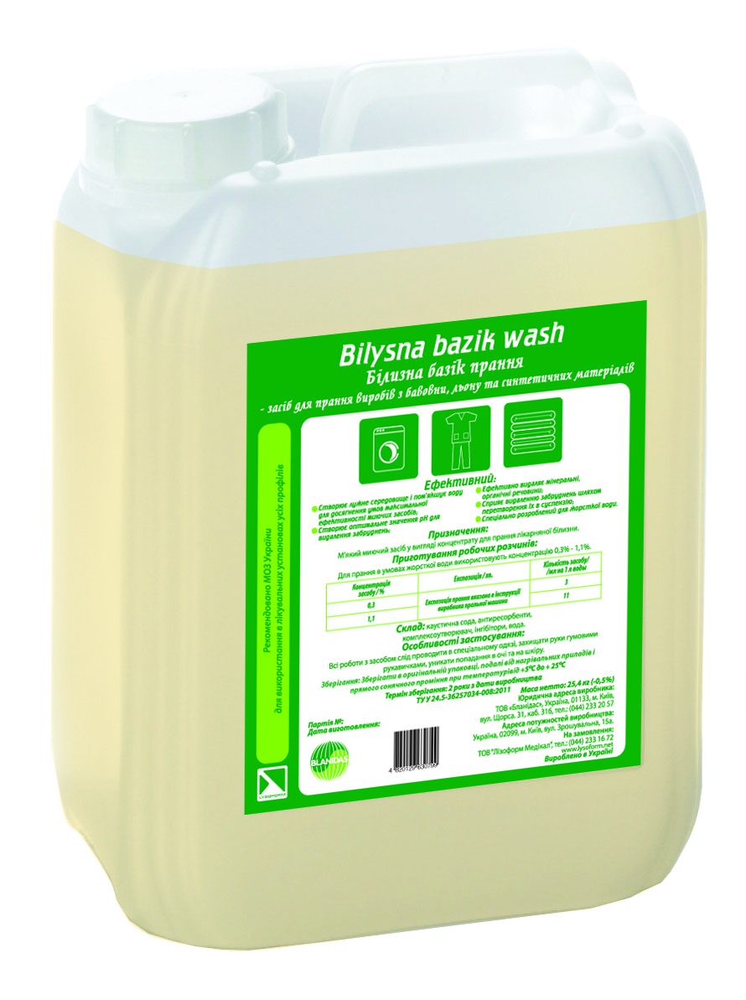 Bilysna bazik wash
Білизна базік прання
- засіб для прання виробів з бавовни, льону та синтетичних матеріалів
Рекомендовано МОЗ України
для використання в лікувальних установах усіх профілів
Ефективний:
Створює лужне середовище і пом'якшує воду
для досягнення умов максимальної
ефективності миючих засобів;
Створює оптимальне значення pH для
видалення забруднень;
Ефективно видаляє мінеральні,
органічні речовини;
Сприяє видаленню забруднень шляхом
перетворення їх в суспензію;
Спеціально розроблений для жорсткої води.
Призначення:
М'який миючий засіб у вигляді концентрату для прання лікарняної білизни.
Приготування робочих розчинів:
Для прання в умовах жорсткої води використовують концентрацію 0,3% - 1,1%.
Концентрація
засобу / %
Експозиція / хв.
Кількість засобу/
/мл на 1 л воды
0,3
Експозиція прання вказана в інструкції
виробника пральної машини
3
1,1
11
Склад: каустична сода, антиресорбенти,
комплексоутворювач, інгібітори, вода.
Особливості застосування:
Всі роботи з засобом слід проводити в спеціальному одязі, захищати руки гумовими
рукавичками, уникати попадання в очі та на шкіру.
Зберігання: Зберігати в оригінальній упаковці, подалі від нагрівальних приладів і
прямого сонячного проміння при температурівід +5°С до + 25°С
Термін зберігання: 2 роки з дати виробництва
ТУ У 24.5-36257034-008:2011
Маса нетто: 25,4 кг (-0,5%)
Юридична адреса виробника:
ТОВ «Бланідас», Україна, 01133, м. Київ,
вул. Щорса. 31, каб. 316, тел.: (044) 233 20 57
Адреса потужностей виробництва:
Україна, 02099, м. Київ, вул. Зрошувальна, 15а.
На замовлення:
ТОВ "Лізоформ Медікал", тел.: (044) 233 16 72
www.lysoform.net
Вироблено в Україні
Партія №:
Дата виготовлення:
BLANIDAS
LYSOFORM